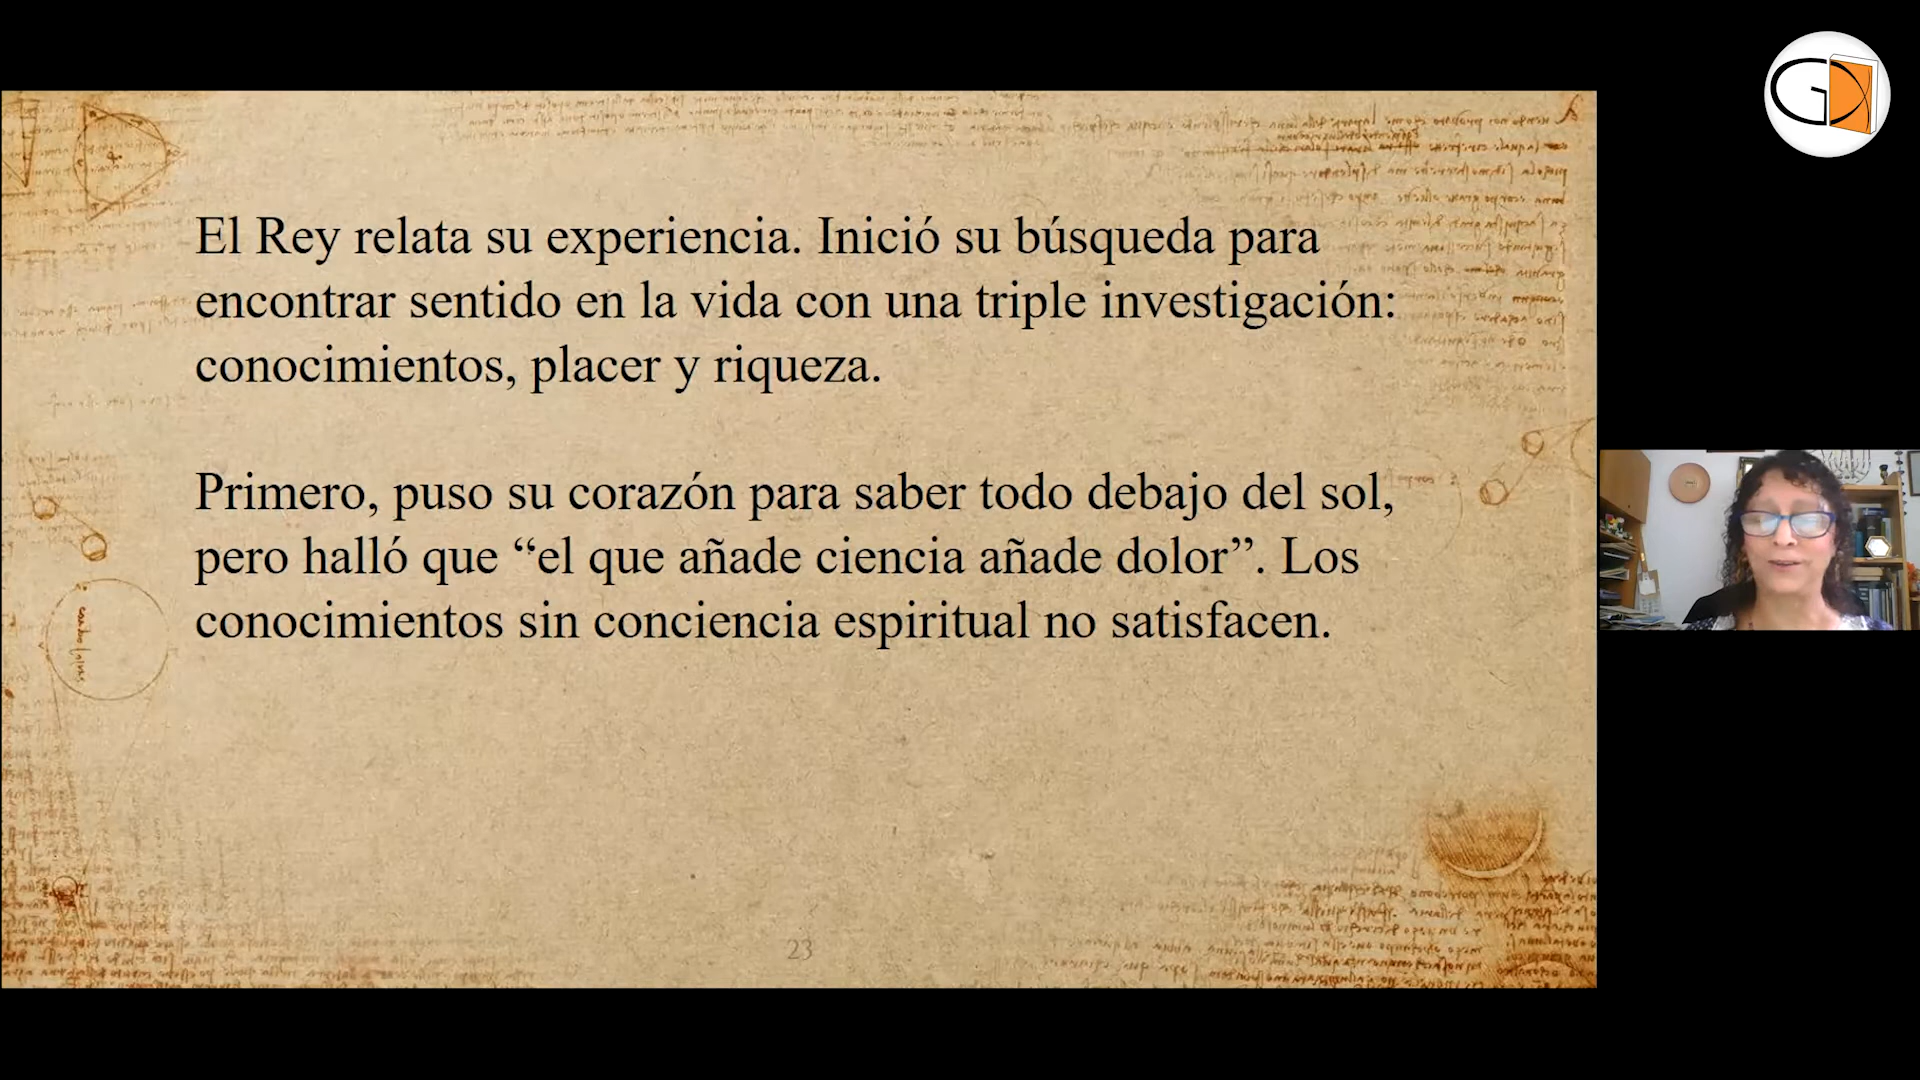 El Rey relata su experiencia. Inició su búsqueda para
encontrar sentido en la vida con una triple investigación:
conocimientos, placer y riqueza.
Primero, puso su corazón para saber todo debajo del sol,
pero halló que “el que añade ciencia añade dolor”. Los
conocimientos sin conciencia espiritual no satisfacen.
23